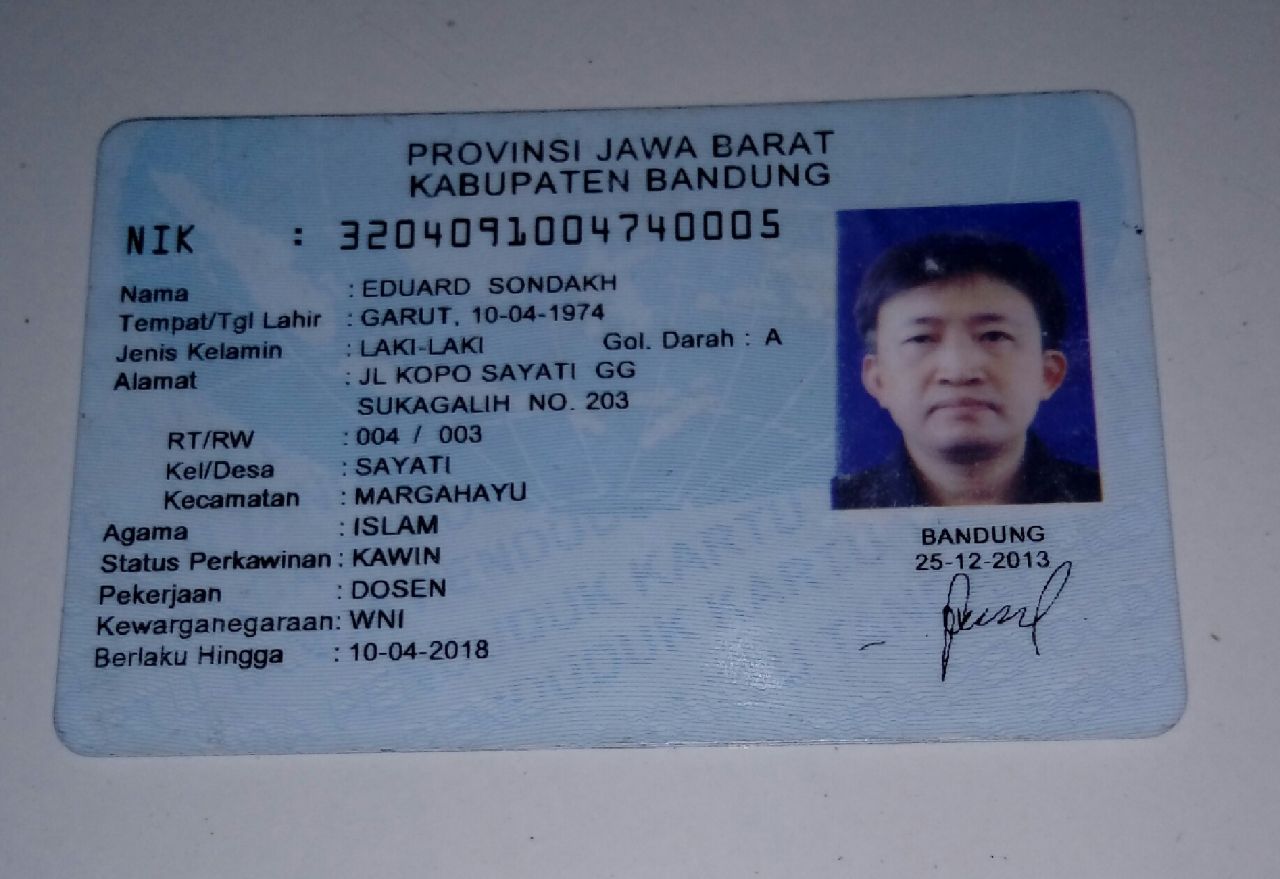 PROVINSI JAWA BARAT
KABUPATEN BANDUNG
NIK : 3204091004740005
Nama : EDUARD SONDAKH
Tempat/Tgl Lahir : GARUT, 10-04-1974
Jenis Kelamin : LAKI-LAKI Gol. Darah : A
Alamat : JL KOPO SAYATI GG
SUKAGALIH NO. 203
RT/RW : 004 / 003
Kel/Desa : SAYATI
Kecamatan : MARGAHAYU
Agama : ISLAM
Status Perkawinan : KAWIN
Pekerjaan : DOSEN
Kewarganegaraan: WNI
Berlaku Hingga : 10-04-2018
BANDUNG
25-12-2013